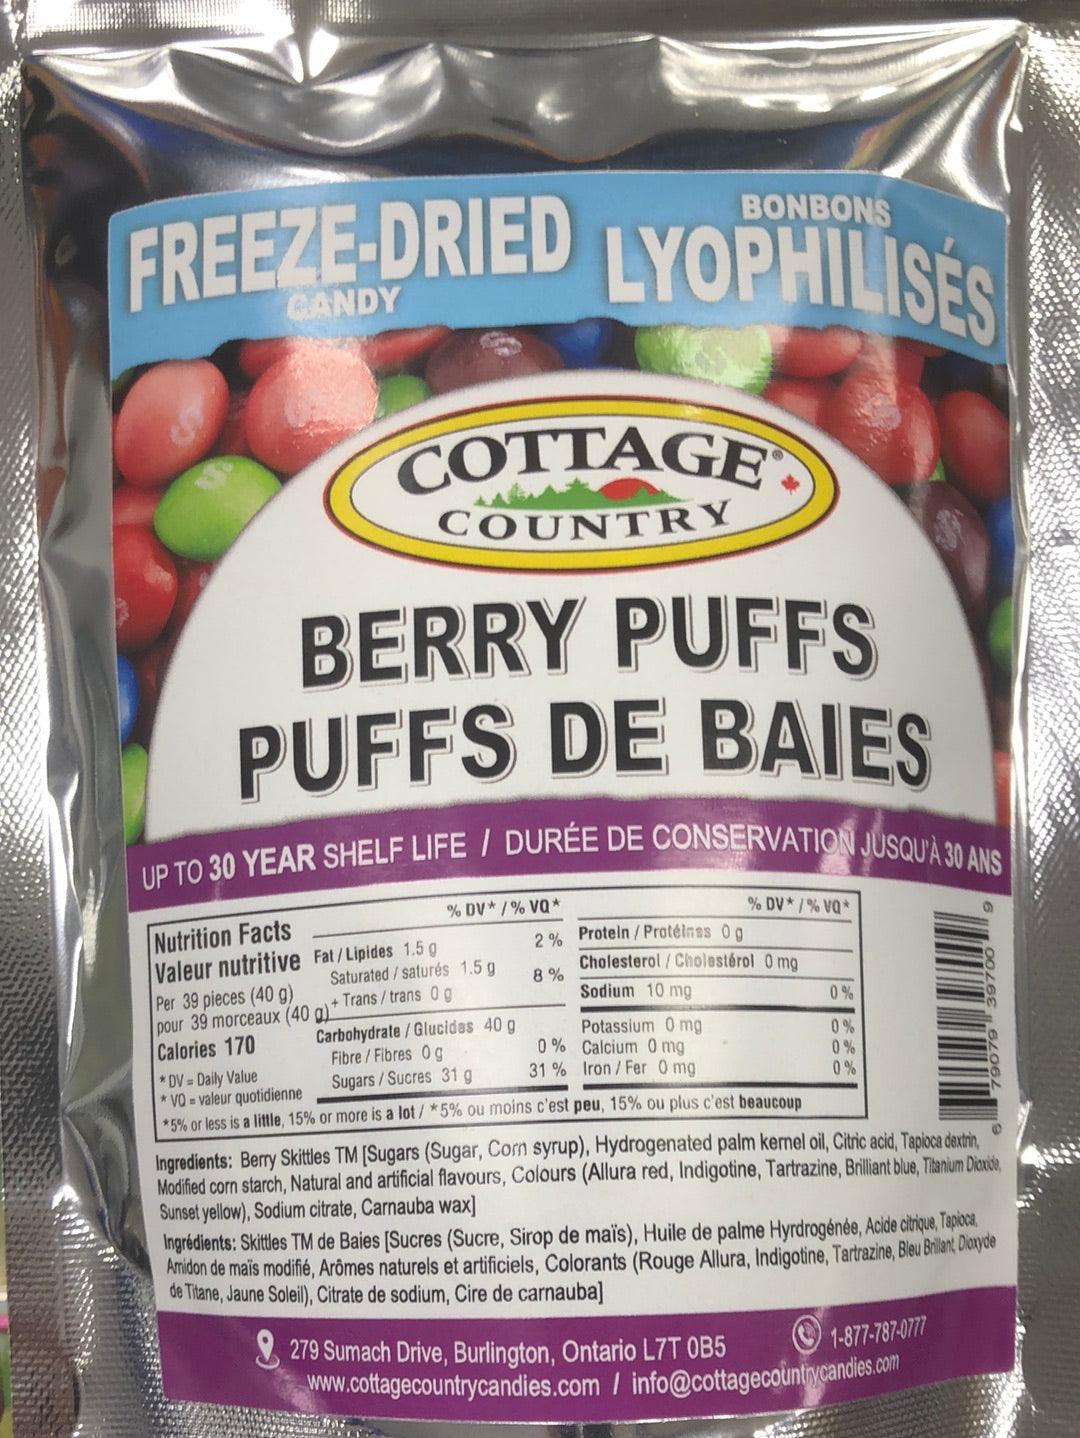 FREEZE-DRIED
CANDY
BONBONS
LYOPHILISÉS
COTTAGE®
COUNTRY
BERRY PUFFS
PUFFS DE BAIES
UP TO 30 YEAR SHELF LIFE / DURÉE DE CONSERVATION JUSQU'À 30 ANS
Nutrition Facts
Valeur nutritive
Per 39 pieces (40 g)
pour 39 morceaux (40 g)
Calories 170
* DV = Daily Value
* VQ = valeur quotidienne
% DV* / % VQ*
Fat / Lipides 1.5 g 2 %
Saturated / saturés 1.5 g 8 %
+ Trans / trans 0 g
Carbohydrate / Glucides 40 g
Fibre / Fibres 0 g 0 %
Sugars / Sucres 31 g 31 %
% DV* / % VQ*
Protein / Protéines 0 g
Cholesterol / Cholestérol 0 mg
Sodium 10 mg 0 %
Potassium 0 mg 0 %
Calcium 0 mg 0 %
Iron / Fer 0 mg 0 %
*5% or less is a little, 15% or more is a lot / *5% ou moins c'est peu, 15% ou plus c'est beaucoup
6 79079 39700 9
Ingredients: Berry Skittles TM [Sugars (Sugar, Corn syrup), Hydrogenated palm kernel oil, Citric acid, Tapioca dextrin,
Modified corn starch, Natural and artificial flavours, Colours (Allura red, Indigotine, Tartrazine, Brilliant blue, Titanium Dioxide,
Sunset yellow), Sodium citrate, Carnauba wax]
Ingrédients: Skittles TM de Baies [Sucres (Sucre, Sirop de maïs), Huile de palme Hyrdrogénée, Acide citrique, Tapioca,
Amidon de maïs modifié, Arômes naturels et artificiels, Colorants (Rouge Allura, Indigotine, Tartrazine, Bleu Brillant, Dioxyde
de Titane, Jaune Soleil), Citrate de sodium, Cire de carnauba]
279 Sumach Drive, Burlington, Ontario L7T 0B5
1-877-787-0777
www.cottagecountrycandies.com / info@cottagecountrycandies.com